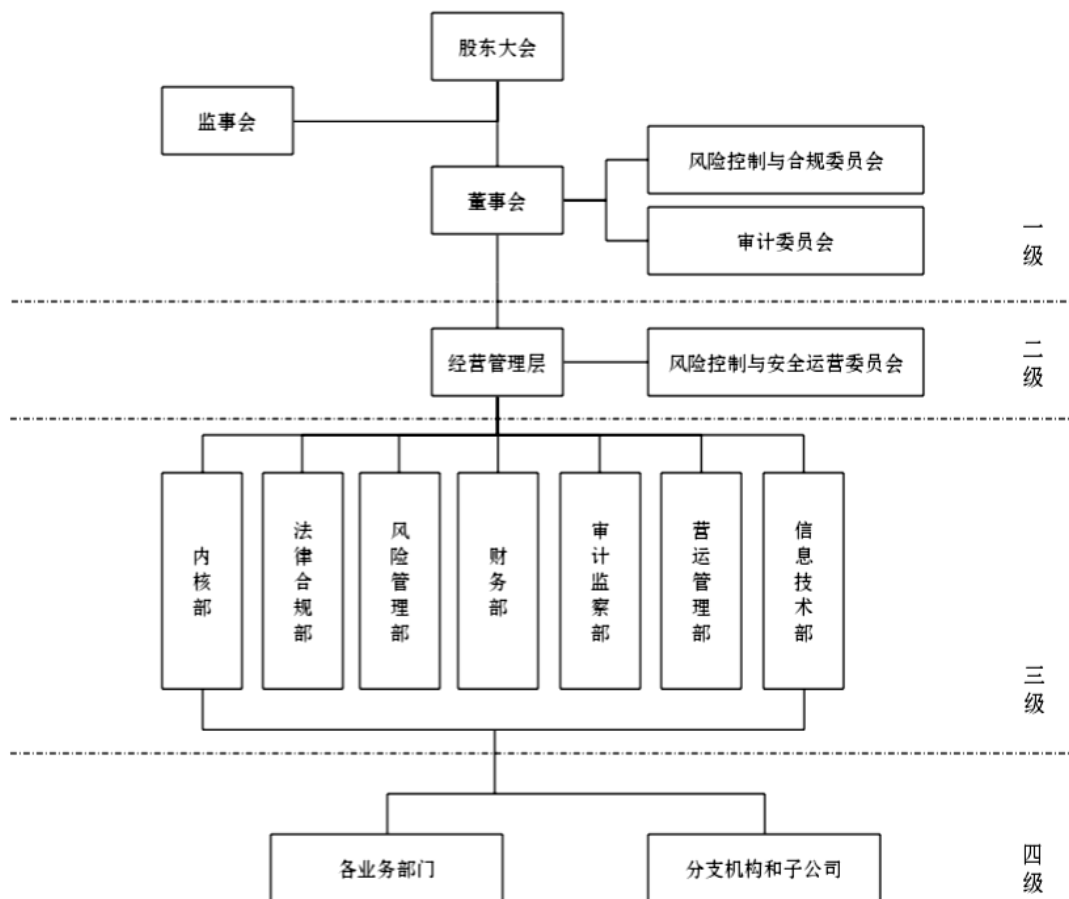 股东大会
监事会
风险控制与合规委员会
董事会
审计委员会
一级
经营管理层
风险控制与安全运营委员会
二级
内核部
法律合规部
风险管理部
财务部
审计监察部
营运管理部
信息技术部
三级
各业务部门
分支机构和子公司
四级